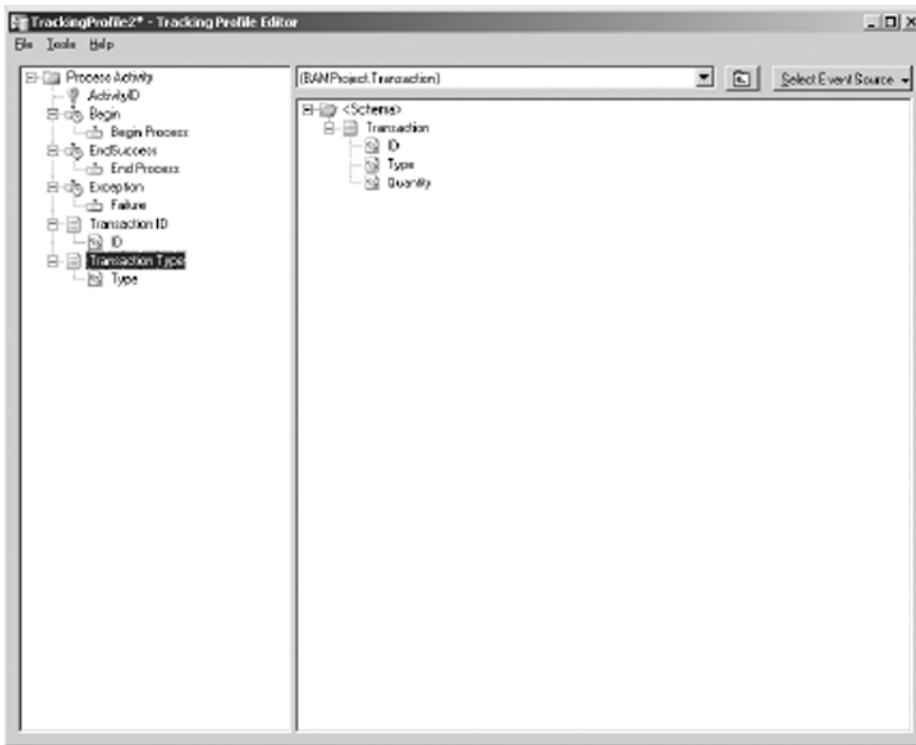 TrackingProfile2* - Tracking Profile Editor
File Tools Help
Process Activity
ActivityID
Begin
Begin Process
EndSuccess
End Process
Exception
Failure
Transaction ID
ID
Transaction Type
Type
(BAMProject.Transaction)
Select Event Source
<Schema>
Transaction
ID
Type
Quantity